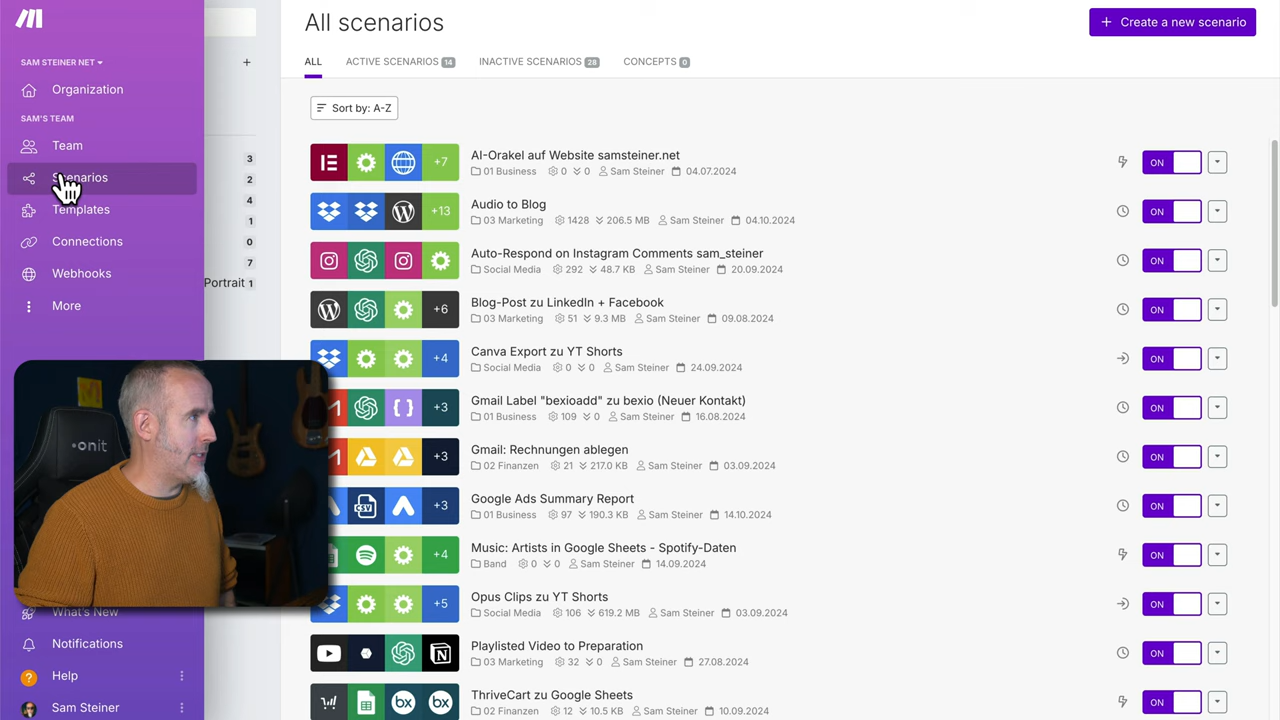 SAM STEINER NET
Organization
SAM'S TEAM
Team
Scenarios
Templates
Connections
Webhooks
More
What's New
Notifications
Help
Sam Steiner
+
3
2
4
1
0
7
Portrait 1
onit
All scenarios
+ Create a new scenario
ALL ACTIVE SCENARIOS 14 INACTIVE SCENARIOS 28 CONCEPTS 0
Sort by: A-Z
+7 AI-Orakel auf Website samsteiner.net ON
01 Business 0 0 Sam Steiner 04.07.2024
+13 Audio to Blog ON
03 Marketing 1428 206.5 MB Sam Steiner 04.10.2024
Auto-Respond on Instagram Comments sam_steiner ON
Social Media 292 48.7 KB Sam Steiner 20.09.2024
+6 Blog-Post zu LinkedIn + Facebook ON
03 Marketing 51 9.3 MB Sam Steiner 09.08.2024
+4 Canva Export zu YT Shorts ON
Social Media 0 0 Sam Steiner 24.09.2024
+3 Gmail Label "bexioadd" zu bexio (Neuer Kontakt) ON
01 Business 109 0 Sam Steiner 16.08.2024
+3 Gmail: Rechnungen ablegen ON
02 Finanzen 21 217.0 KB Sam Steiner 03.09.2024
CSV +3 Google Ads Summary Report ON
01 Business 97 190.3 KB Sam Steiner 14.10.2024
+4 Music: Artists in Google Sheets - Spotify-Daten ON
Band 0 0 Sam Steiner 14.09.2024
+5 Opus Clips zu YT Shorts ON
Social Media 106 619.2 MB Sam Steiner 03.09.2024
Playlisted Video to Preparation ON
03 Marketing 32 0 Sam Steiner 27.08.2024
bx bx ThriveCart zu Google Sheets ON
02 Finanzen 12 10.5 KB Sam Steiner 10.09.2024